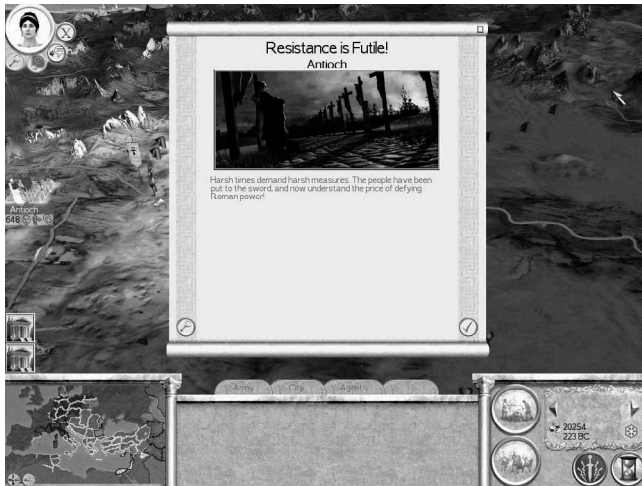 Resistance is Futile!
Antioch
Harsh times demand harsh measures. The people have been
put to the sword, and now understand the price of defying
Roman power!
Antioch
648
Army City Agents
20254
223 BC